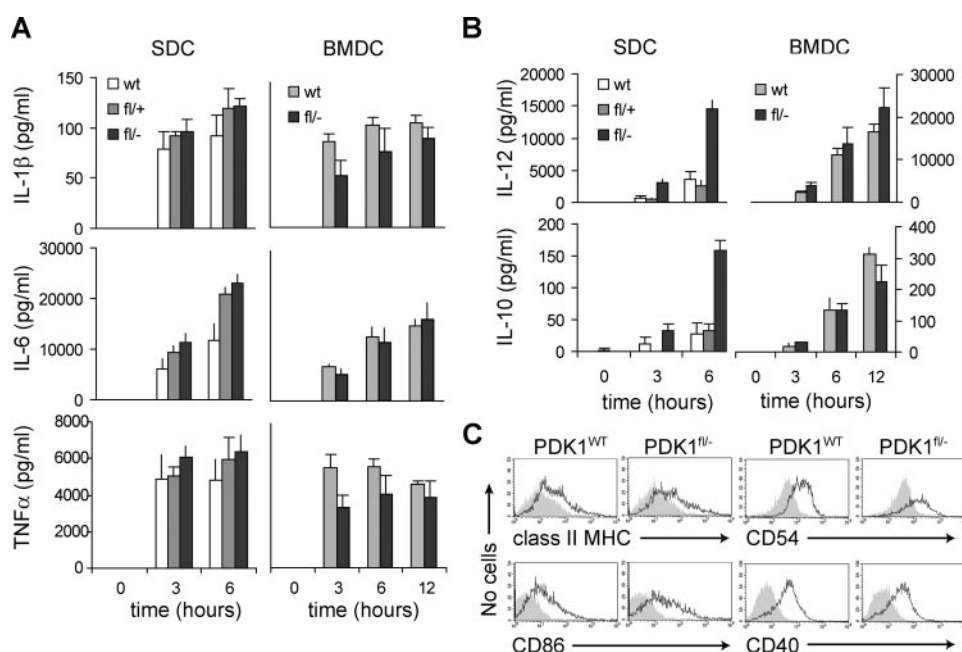 A
SDC
BMDC
IL-1β (pg/ml)
150
100
50
0
wt
fl/+
fl/-
wt
fl/-
IL-6 (pg/ml)
30000
20000
10000
0
TNFα (pg/ml)
8000
6000
4000
2000
0
0 3 6
time (hours)
0 3 6 12
time (hours)
B
SDC
BMDC
IL-12 (pg/ml)
20000
15000
10000
5000
0
wt
fl/+
fl/-
wt
fl/-
30000
20000
10000
0
IL-10 (pg/ml)
200
150
100
50
0
400
300
200
100
0
0 3 6
time (hours)
0 3 6 12
time (hours)
C
PDK1WT PDK1fl/- PDK1WT PDK1fl/-
No cells
class II MHC
CD54
CD86
CD40